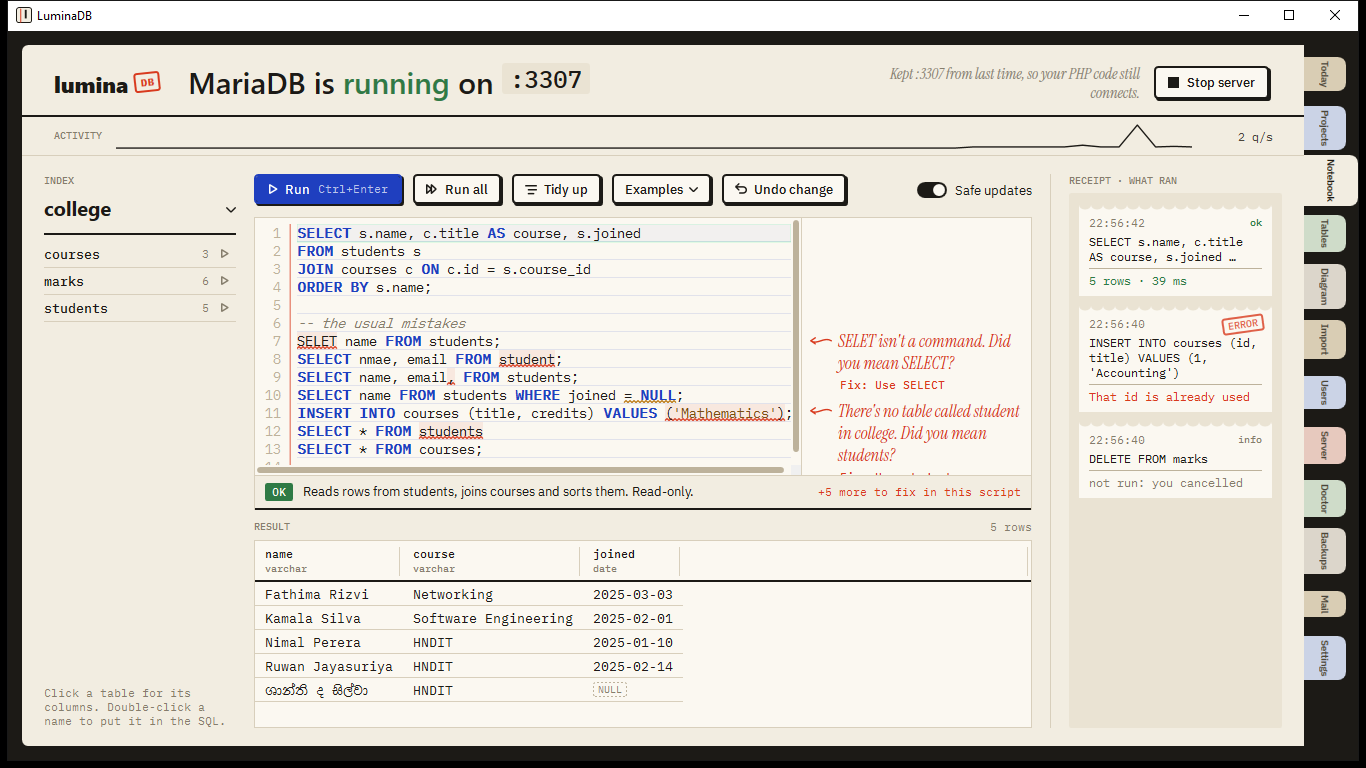 LuminaDB
lumina DB
MariaDB is running on :3307
Kept :3307 from last time, so your PHP code still
connects.
Stop server
ACTIVITY
2 q/s
INDEX
college
courses 3
marks 6
students 5
Click a table for its
columns. Double-click a
name to put it in the SQL.
Run Ctrl+Enter
Run all
Tidy up
Examples
Undo change
Safe updates
1 SELECT s.name, c.title AS course, s.joined
2 FROM students s
3 JOIN courses c ON c.id = s.course_id
4 ORDER BY s.name;
5
6 -- the usual mistakes
7 SELET name FROM students;
8 SELECT nmae, email FROM student;
9 SELECT name, email, FROM students;
10 SELECT name FROM students WHERE joined = NULL;
11 INSERT INTO courses (title, credits) VALUES ('Mathematics');
12 SELECT * FROM students
13 SELECT * FROM courses;
SELET isn't a command. Did
you mean SELECT?
Fix: Use SELECT
There's no table called student
in college. Did you mean
students?
OK Reads rows from students, joins courses and sorts them. Read-only.
+5 more to fix in this script
RESULT
5 rows
name course joined
varchar varchar date
Fathima Rizvi Networking 2025-03-03
Kamala Silva Software Engineering 2025-02-01
Nimal Perera HNDIT 2025-01-10
Ruwan Jayasuriya HNDIT 2025-02-14
ශාන්ති ද සිල්වා HNDIT NULL
RECEIPT · WHAT RAN
22:56:42 ok
SELECT s.name, c.title
AS course, s.joined …
5 rows · 39 ms
22:56:40 ERROR
INSERT INTO courses (id,
title) VALUES (1,
'Accounting')
That id is already used
22:56:40 info
DELETE FROM marks
not run: you cancelled
Today
Projects
Notebook
Tables
Diagram
Import
Users
Server
Doctor
Backups
Mail
Settings